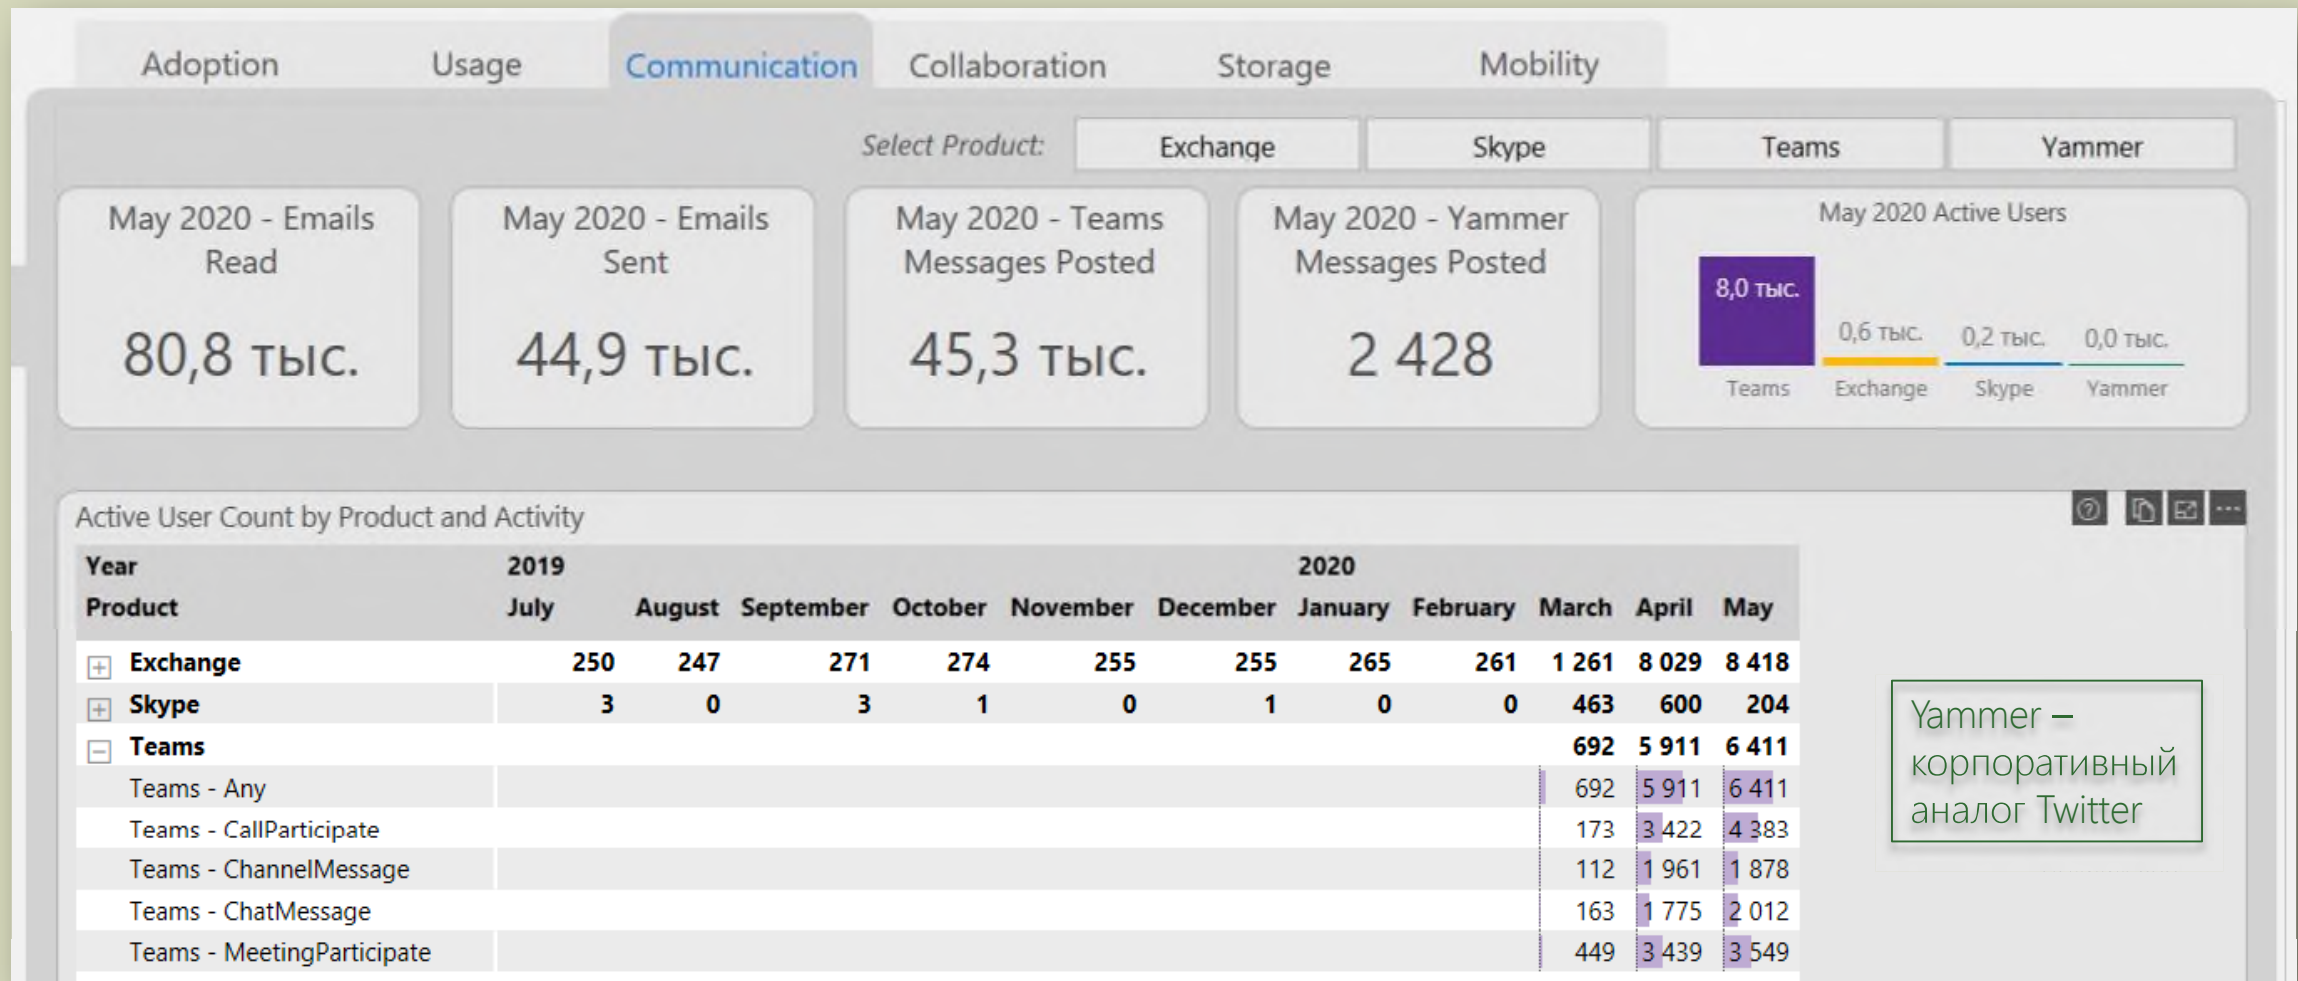 Adoption Usage Communication Collaboration Storage Mobility
Select Product: Exchange Skype Teams Yammer
May 2020 - Emails
Read
80,8 тыс.
May 2020 - Emails
Sent
44,9 тыс.
May 2020 - Teams
Messages Posted
45,3 тыс.
May 2020 - Yammer
Messages Posted
2 428
May 2020 Active Users
8,0 тыс.
0,6 тыс.
0,2 тыс.
0,0 тыс.
Teams Exchange Skype Yammer
Active User Count by Product and Activity
Year 2019 2020
Product July August September October November December January February March April May
Exchange 250 247 271 274 255 255 265 261 1 261 8 029 8 418
Skype 3 0 3 1 0 1 0 0 463 600 204
Teams 692 5 911 6 411
Teams - Any 692 5 911 6 411
Teams - CallParticipate 173 3 422 4 383
Teams - ChannelMessage 112 1 961 1 878
Teams - ChatMessage 163 1 775 2 012
Teams - MeetingParticipate 449 3 439 3 549
Yammer –
корпоративный
аналог Twitter